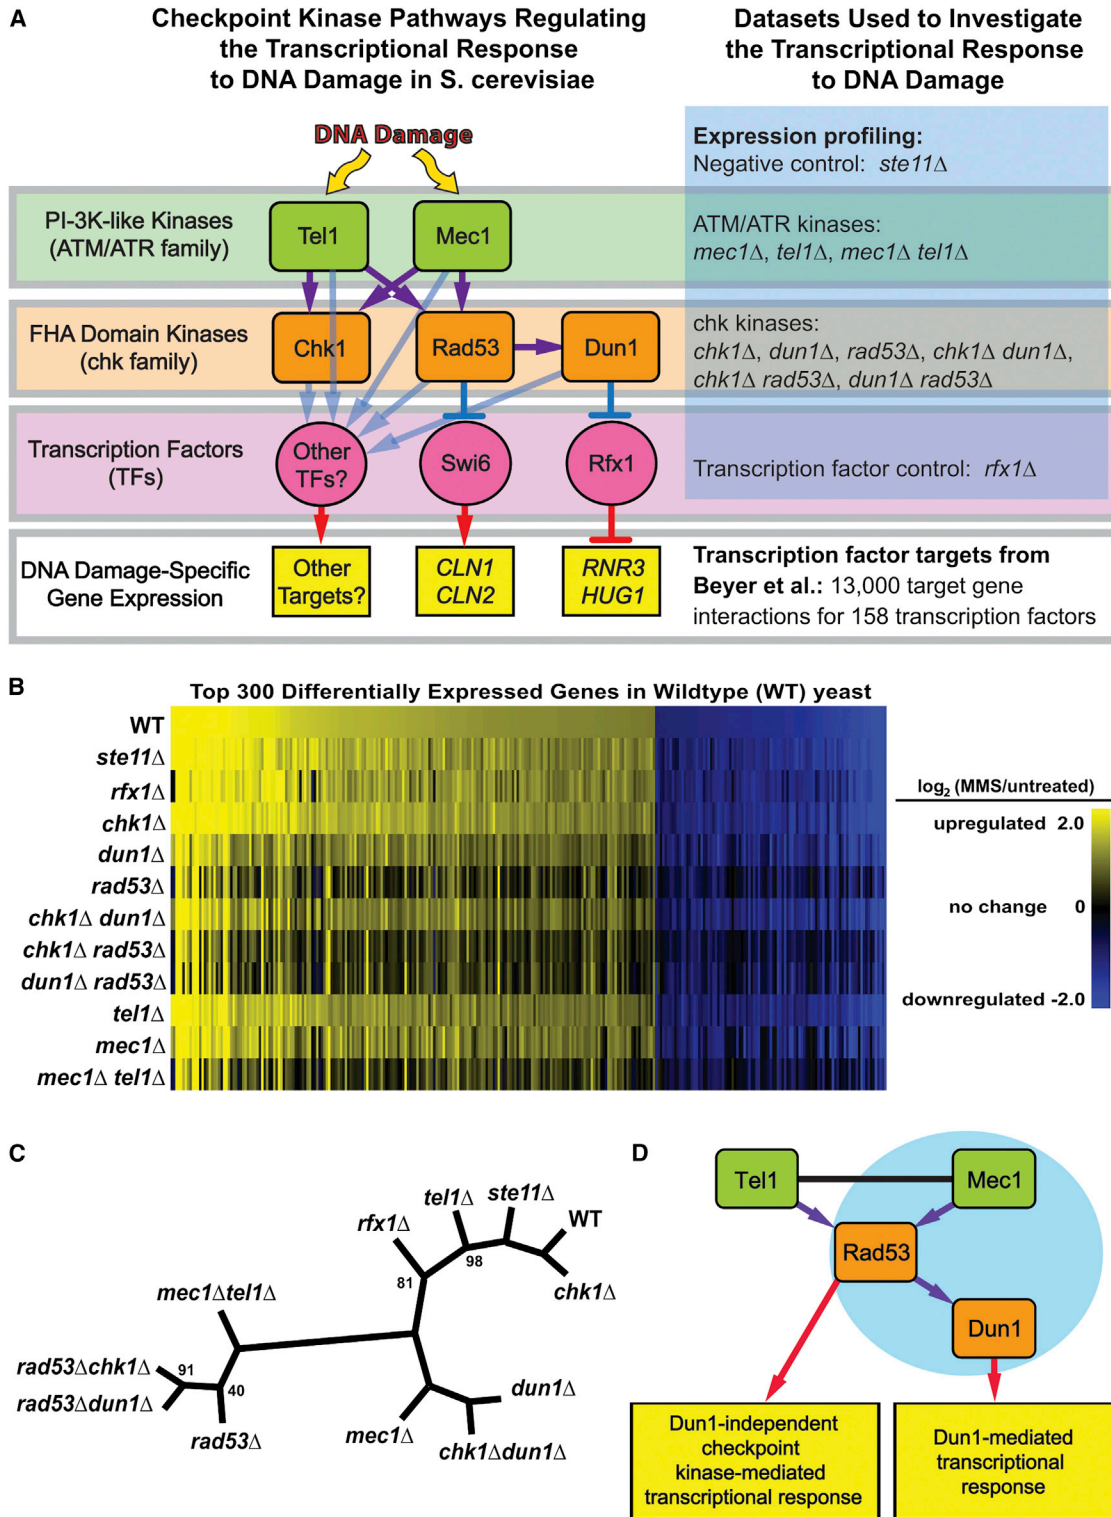 A
Checkpoint Kinase Pathways Regulating
the Transcriptional Response
to DNA Damage in S. cerevisiae
Datasets Used to Investigate
the Transcriptional Response
to DNA Damage
DNA Damage
Expression profiling:
Negative control: ste11Δ
PI-3K-like Kinases
(ATM/ATR family)
Tel1
Mec1
ATM/ATR kinases:
mec1Δ, tel1Δ, mec1Δ tel1Δ
FHA Domain Kinases
(chk family)
Chk1
Rad53
Dun1
chk kinases:
chk1Δ, dun1Δ, rad53Δ, chk1Δ dun1Δ,
chk1Δ rad53Δ, dun1Δ rad53Δ
Transcription Factors
(TFs)
Other
TFs?
Swi6
Rfx1
Transcription factor control: rfx1Δ
DNA Damage-Specific
Gene Expression
Other
Targets?
CLN1
CLN2
RNR3
HUG1
Transcription factor targets from
Beyer et al.: 13,000 target gene
interactions for 158 transcription factors
B
Top 300 Differentially Expressed Genes in Wildtype (WT) yeast
WT
ste11Δ
rfx1Δ
chk1Δ
dun1Δ
rad53Δ
chk1Δ dun1Δ
chk1Δ rad53Δ
dun1Δ rad53Δ
tel1Δ
mec1Δ
mec1Δ tel1Δ
log₂ (MMS/untreated)
upregulated 2.0
no change 0
downregulated -2.0
C
tel1Δ
ste11Δ
rfx1Δ
WT
98
81
chk1Δ
mec1Δtel1Δ
rad53Δchk1Δ
91
rad53Δdun1Δ
40
rad53Δ
dun1Δ
mec1Δ
chk1Δdun1Δ
D
Tel1
Mec1
Rad53
Dun1
Dun1-independent
checkpoint
kinase-mediated
transcriptional response
Dun1-mediated
transcriptional
response